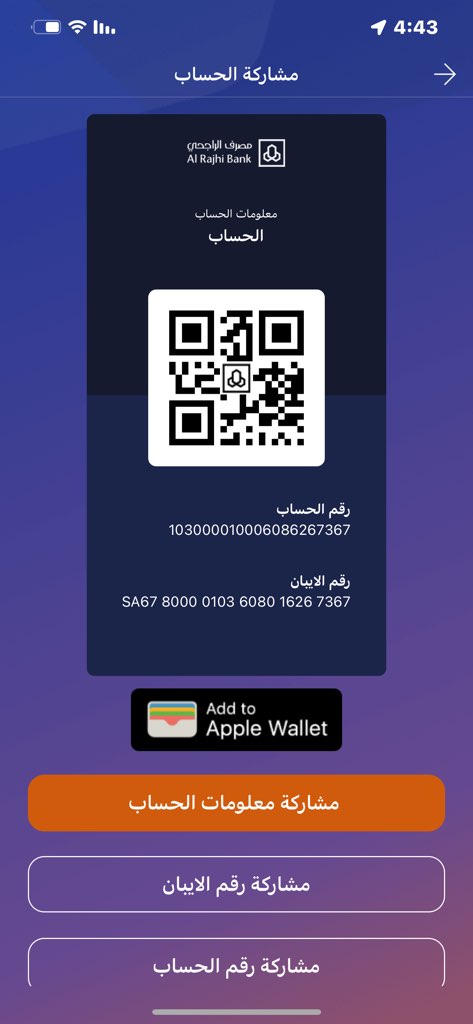 4:43
مشاركة الحساب
مصرف الراجحي
Al Rajhi Bank
معلومات الحساب
الحساب
رقم الحساب
103000010006086267367
رقم الايبان
SA67 8000 0103 6080 1626 7367
Add to
Apple Wallet
مشاركة معلومات الحساب
مشاركة رقم الايبان
مشاركة رقم الحساب